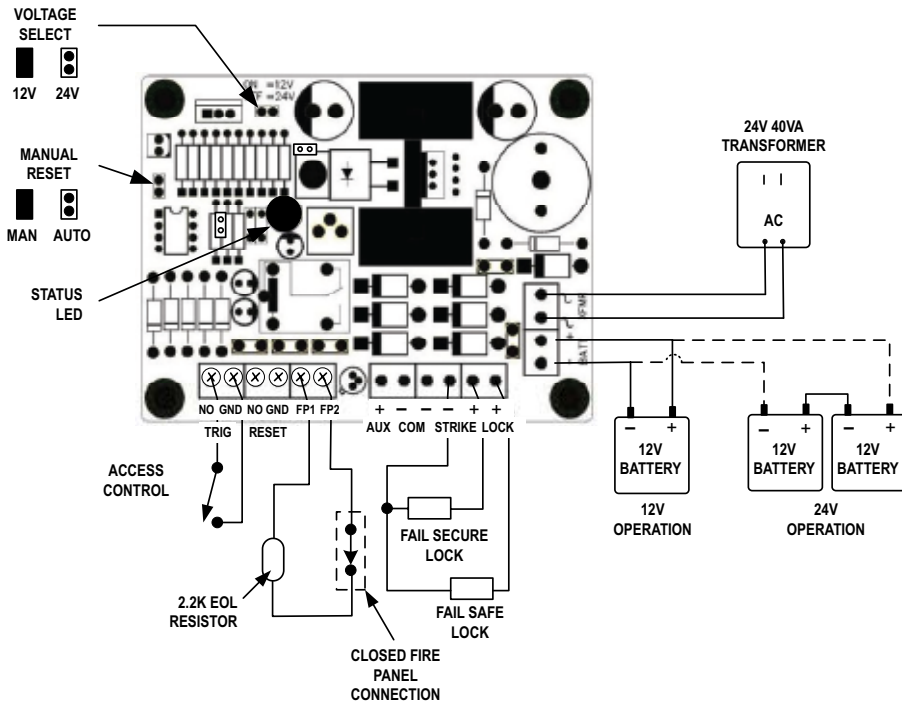 VOLTAGE
SELECT
12V 24V
ON =12V
OFF =24V
MANUAL
RESET
MAN AUTO
STATUS
LED
24V 40VA
TRANSFORMER
AC
XFMR
+ BATT -
NO GND NO GND FP1 FP2
TRIG RESET
+ − − − + +
AUX COM STRIKE LOCK
ACCESS
CONTROL
2.2K EOL
RESISTOR
CLOSED FIRE
PANEL
CONNECTION
FAIL SECURE
LOCK
FAIL SAFE
LOCK
− +
12V
BATTERY
12V
OPERATION
− +
12V
BATTERY
− +
12V
BATTERY
24V
OPERATION